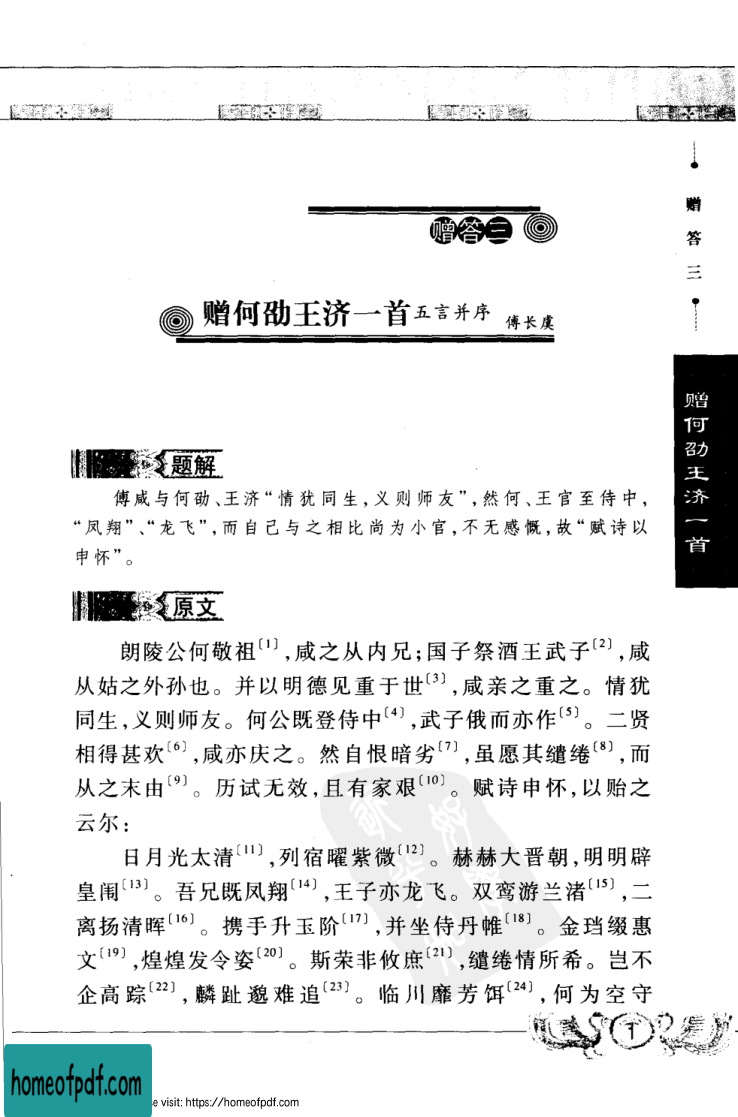 赠答三
赠何劭王济一首 五言并序 傅长虞
题解
傅咸与何劭、王济“情犹同生,义则师友”,然何、王官至侍中,
“凤翔”、“龙飞”,而自己与之相比尚为小官,不无感慨,故“赋诗以
申怀”。
原文
朗陵公何敬祖〔1〕,咸之从内兄;国子祭酒王武子〔2〕,咸
从姑之外孙也。并以明德见重于世〔3〕,咸亲之重之。情犹
同生,义则师友。何公既登侍中〔4〕,武子俄而亦作〔5〕。二贤
相得甚欢〔6〕,咸亦庆之。然自恨暗劣〔7〕,虽愿其缱绻〔8〕,而
从之末由〔9〕。历试无效,且有家艰〔10〕。赋诗申怀,以贻之
云尔:
日月光太清〔11〕,列宿曜紫微〔12〕。赫赫大晋朝,明明辟
皇闱〔13〕。吾兄既凤翔〔14〕,王子亦龙飞。双鸾游兰渚〔15〕,二
离扬清晖〔16〕。携手升玉阶〔17〕,并坐侍丹帷〔18〕。金珰缀惠
文〔19〕,煌煌发令姿〔20〕。斯荣非攸庶〔21〕,缱绻情所希。岂不
企高踪〔22〕,麟趾邈难追〔23〕。临川靡芳饵〔24〕,何为空守
赠答三
赠何劭王济一首
1
homeofpdf.com
e visit: https://homeofpdf.com